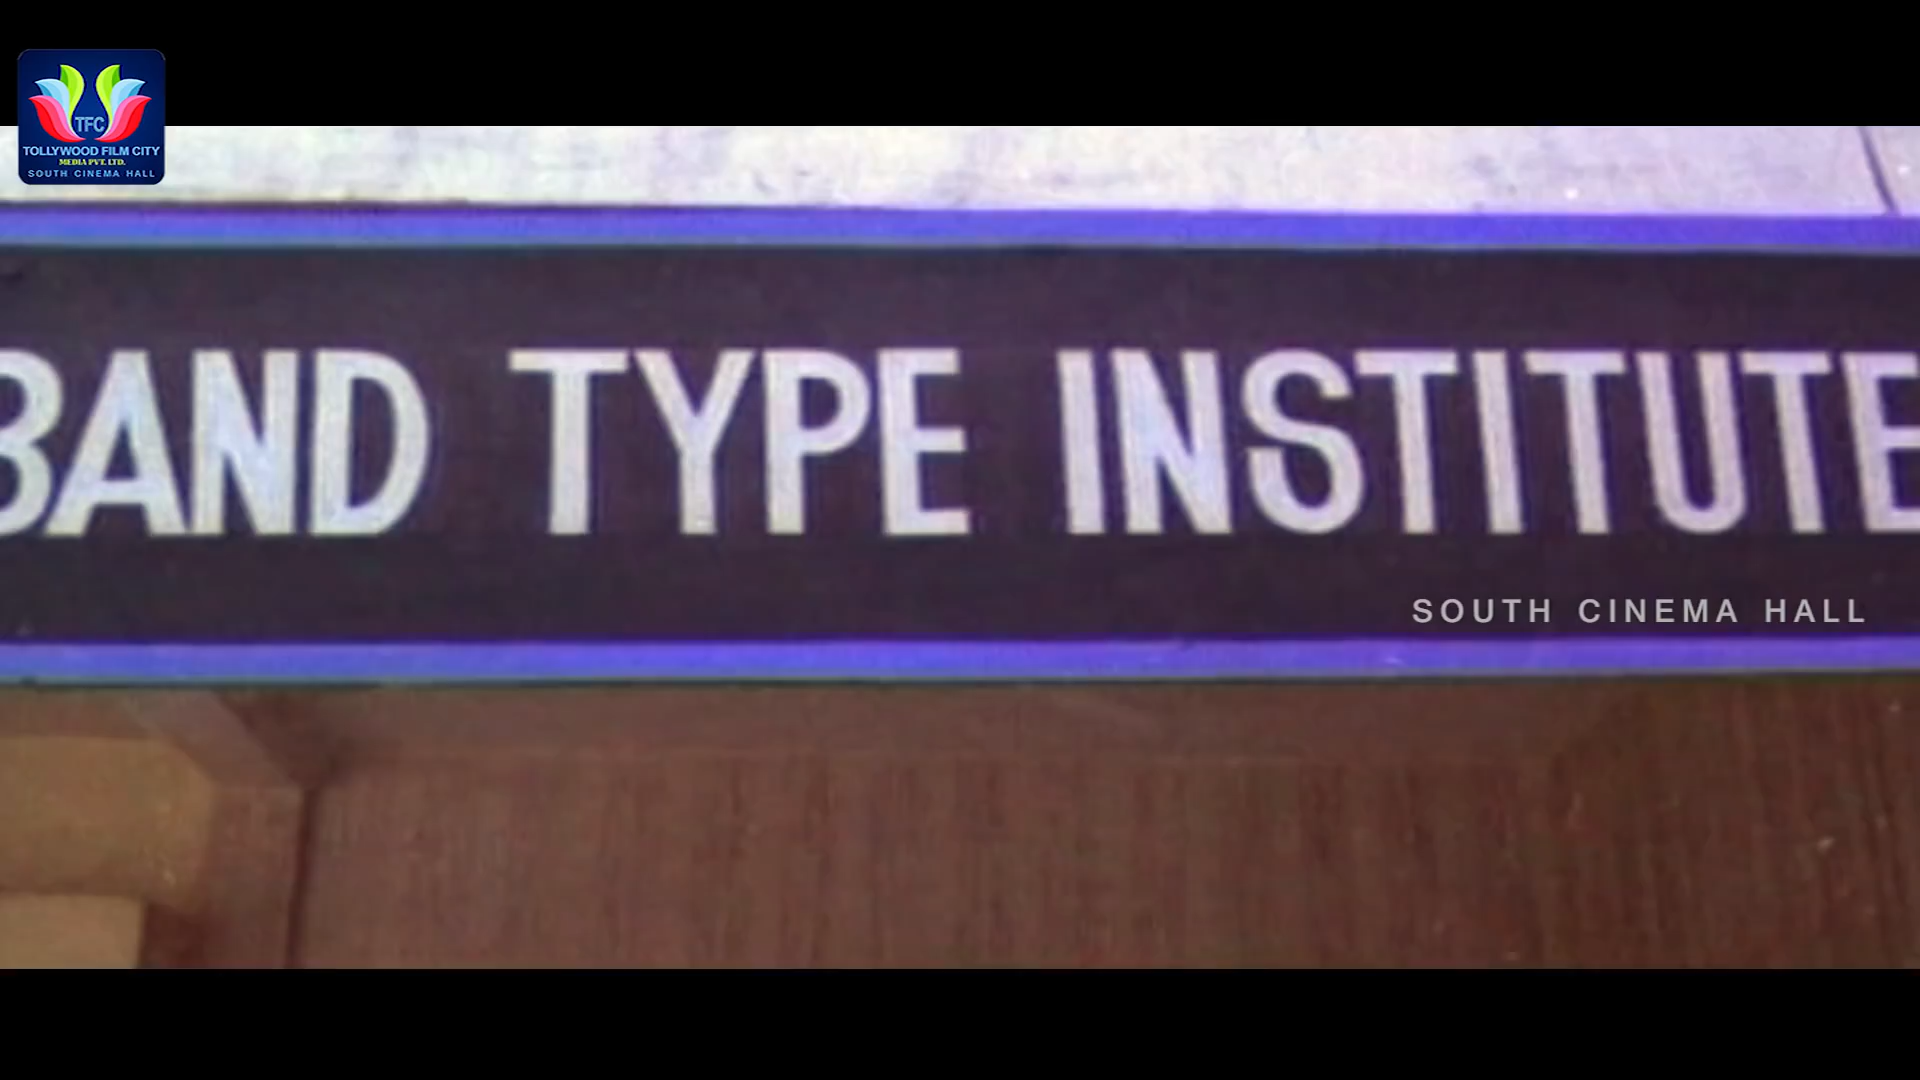 TFC
TOLLYWOOD FILM CITY
MEDIA PVT. LTD.
SOUTH CINEMA HALL
BAND TYPE INSTITUTE
SOUTH CINEMA HALL